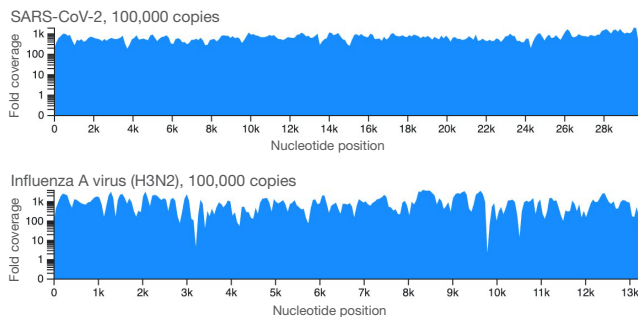 SARS-CoV-2, 100,000 copies
Fold coverage
1k
100
10
1
0
0 2k 4k 6k 8k 10k 12k 14k 16k 18k 20k 22k 24k 26k 28k
Nucleotide position
Influenza A virus (H3N2), 100,000 copies
Fold coverage
1k
100
10
1
0
0 1k 2k 3k 4k 5k 6k 7k 8k 9k 10k 11k 12k 13k
Nucleotide position